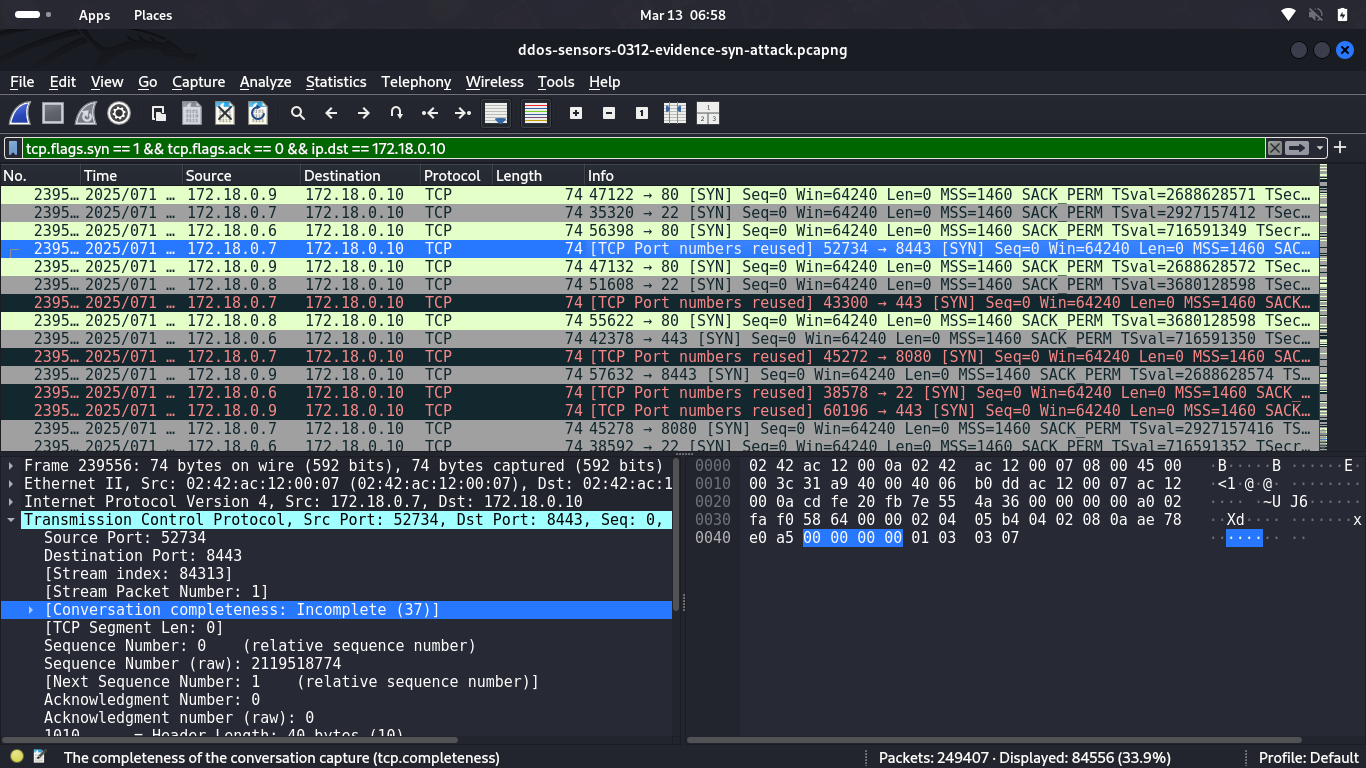 Apps Places Mar 13 06:58
ddos-sensors-0312-evidence-syn-attack.pcapng
File Edit View Go Capture Analyze Statistics Telephony Wireless Tools Help
tcp.flags.syn == 1 && tcp.flags.ack == 0 && ip.dst == 172.18.0.10
No. Time Source Destination Protocol Length Info
2395… 2025/071 … 172.18.0.9 172.18.0.10 TCP 74 47122 → 80 [SYN] Seq=0 Win=64240 Len=0 MSS=1460 SACK_PERM TSval=2688628571 TSec…
2395… 2025/071 … 172.18.0.7 172.18.0.10 TCP 74 35320 → 22 [SYN] Seq=0 Win=64240 Len=0 MSS=1460 SACK_PERM TSval=2927157412 TSec…
2395… 2025/071 … 172.18.0.6 172.18.0.10 TCP 74 56398 → 80 [SYN] Seq=0 Win=64240 Len=0 MSS=1460 SACK_PERM TSval=716591349 TSecr…
2395… 2025/071 … 172.18.0.7 172.18.0.10 TCP 74 [TCP Port numbers reused] 52734 → 8443 [SYN] Seq=0 Win=64240 Len=0 MSS=1460 SAC…
2395… 2025/071 … 172.18.0.9 172.18.0.10 TCP 74 47132 → 80 [SYN] Seq=0 Win=64240 Len=0 MSS=1460 SACK_PERM TSval=2688628572 TSec…
2395… 2025/071 … 172.18.0.8 172.18.0.10 TCP 74 51608 → 22 [SYN] Seq=0 Win=64240 Len=0 MSS=1460 SACK_PERM TSval=3680128598 TSec…
2395… 2025/071 … 172.18.0.7 172.18.0.10 TCP 74 [TCP Port numbers reused] 43300 → 443 [SYN] Seq=0 Win=64240 Len=0 MSS=1460 SACK…
2395… 2025/071 … 172.18.0.8 172.18.0.10 TCP 74 55622 → 80 [SYN] Seq=0 Win=64240 Len=0 MSS=1460 SACK_PERM TSval=3680128598 TSec…
2395… 2025/071 … 172.18.0.6 172.18.0.10 TCP 74 42378 → 443 [SYN] Seq=0 Win=64240 Len=0 MSS=1460 SACK_PERM TSval=716591350 TSec…
2395… 2025/071 … 172.18.0.7 172.18.0.10 TCP 74 [TCP Port numbers reused] 45272 → 8080 [SYN] Seq=0 Win=64240 Len=0 MSS=1460 SAC…
2395… 2025/071 … 172.18.0.9 172.18.0.10 TCP 74 57632 → 8443 [SYN] Seq=0 Win=64240 Len=0 MSS=1460 SACK_PERM TSval=2688628574 TS…
2395… 2025/071 … 172.18.0.6 172.18.0.10 TCP 74 [TCP Port numbers reused] 38578 → 22 [SYN] Seq=0 Win=64240 Len=0 MSS=1460 SACK_…
2395… 2025/071 … 172.18.0.9 172.18.0.10 TCP 74 [TCP Port numbers reused] 60196 → 443 [SYN] Seq=0 Win=64240 Len=0 MSS=1460 SACK…
2395… 2025/071 … 172.18.0.7 172.18.0.10 TCP 74 45278 → 8080 [SYN] Seq=0 Win=64240 Len=0 MSS=1460 SACK_PERM TSval=2927157416 TS…
2395… 2025/071 … 172.18.0.6 172.18.0.10 TCP 74 38592 → 22 [SYN] Seq=0 Win=64240 Len=0 MSS=1460 SACK_PERM TSval=716591352 TSecr…
Frame 239556: 74 bytes on wire (592 bits), 74 bytes captured (592 bits)
Ethernet II, Src: 02:42:ac:12:00:07 (02:42:ac:12:00:07), Dst: 02:42:ac:1
Internet Protocol Version 4, Src: 172.18.0.7, Dst: 172.18.0.10
Transmission Control Protocol, Src Port: 52734, Dst Port: 8443, Seq: 0,
Source Port: 52734
Destination Port: 8443
[Stream index: 84313]
[Stream Packet Number: 1]
[Conversation completeness: Incomplete (37)]
[TCP Segment Len: 0]
Sequence Number: 0 (relative sequence number)
Sequence Number (raw): 2119518774
[Next Sequence Number: 1 (relative sequence number)]
Acknowledgment Number: 0
Acknowledgment number (raw): 0
1010 .... = Header Length: 40 bytes (10)
0000 02 42 ac 12 00 0a 02 42 ac 12 00 07 08 00 45 00 ·B·····B ······E·
0010 00 3c 31 a9 40 00 40 06 b0 dd ac 12 00 07 ac 12 ·<1·@·@· ········
0020 00 0a cd fe 20 fb 7e 55 4a 36 00 00 00 00 a0 02 ···· ·~U J6······
0030 fa f0 58 64 00 00 02 04 05 b4 04 02 08 0a ae 78 ··Xd···· ·······x
0040 e0 a5 00 00 00 00 01 03 03 07 ········ ··
The completeness of the conversation capture (tcp.completeness) Packets: 249407 · Displayed: 84556 (33.9%) Profile: Default